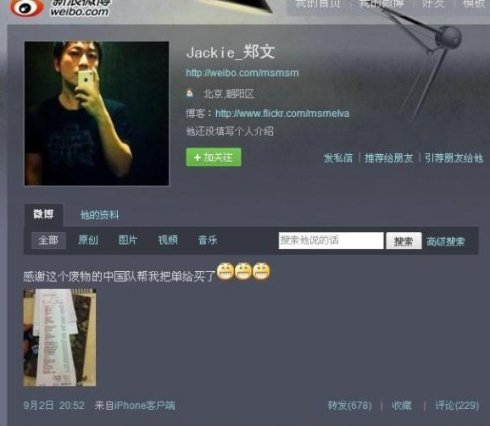 新浪微博
weibo.com
我的首页 我的微博 好友 模板
Jackie_郑文
http://weibo.com/msmsm
北京,朝阳区
博客：http://www.flickr.com/msmelva
他还没填写个人介绍
+加关注
发私信 | 推荐给朋友 | 引荐朋友给他
微博 他的资料
全部 原创 图片 视频 音乐 搜索他说的话 搜索 高级搜索
感谢这个废物的中国队帮我把单给买了
9月2日 20:52 来自iPhone客户端 转发(678) | 收藏 | 评论(229)